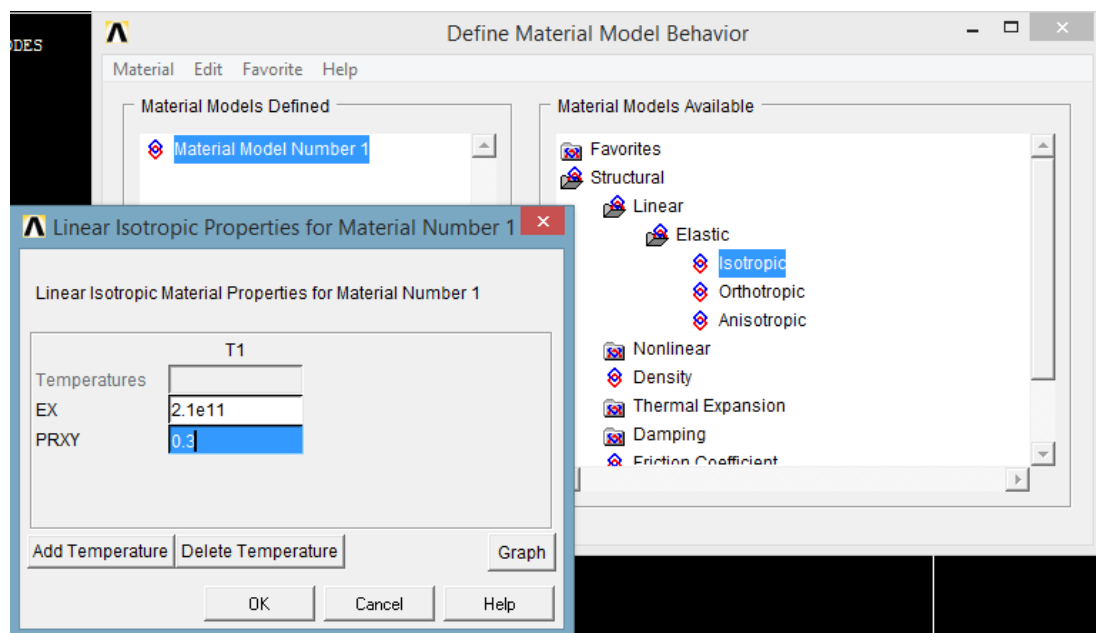 ODES
Define Material Model Behavior
Material Edit Favorite Help
Material Models Defined
Material Model Number 1
Material Models Available
Favorites
Structural
Linear
Elastic
Isotropic
Orthotropic
Anisotropic
Nonlinear
Density
Thermal Expansion
Damping
Friction Coefficient
Linear Isotropic Properties for Material Number 1
Linear Isotropic Material Properties for Material Number 1
T1
Temperatures
EX 2.1e11
PRXY 0.3
Add Temperature Delete Temperature Graph
OK Cancel Help